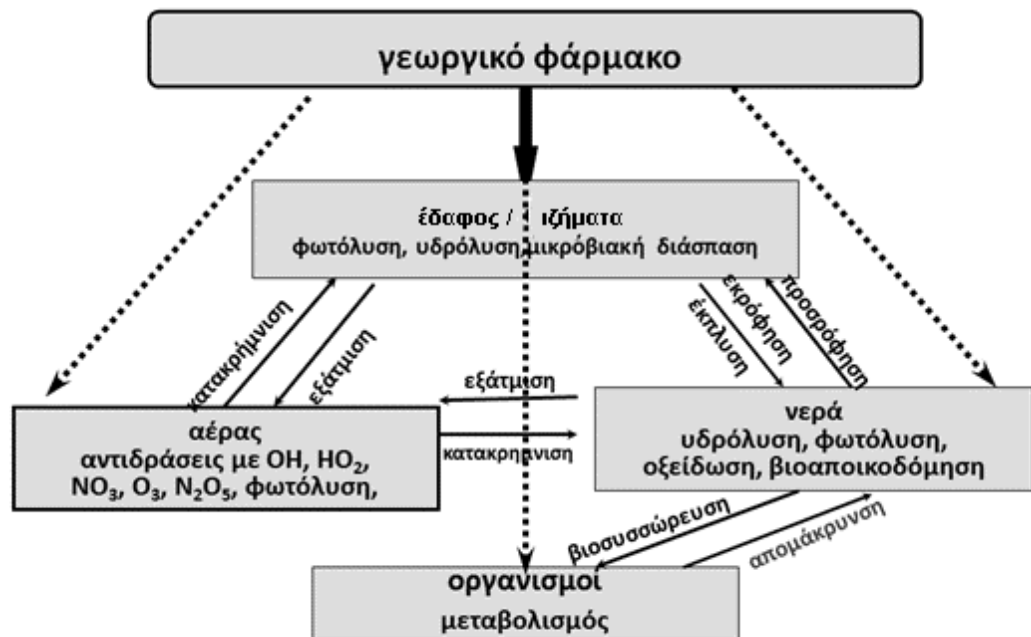 γεωργικό φάρμακο
έδαφος / ιζήματα
φωτόλυση, υδρόλυση,μικρόβιακή διάσπαση
κατακρήμνιση
εξάτμιση
έκπλυση
εκρόφηση
προσρόφηση
εξάτμιση
κατακρημνιση
αέρας
αντιδράσεις με OH, HO₂,
NO₃, O₃, N₂O₅, φωτόλυση,
νερά
υδρόλυση, φωτόλυση,
οξείδωση, βιοαποικοδόμηση
βιοσυσσώρευση
απομάκρυνση
οργανισμοί
μεταβολισμός